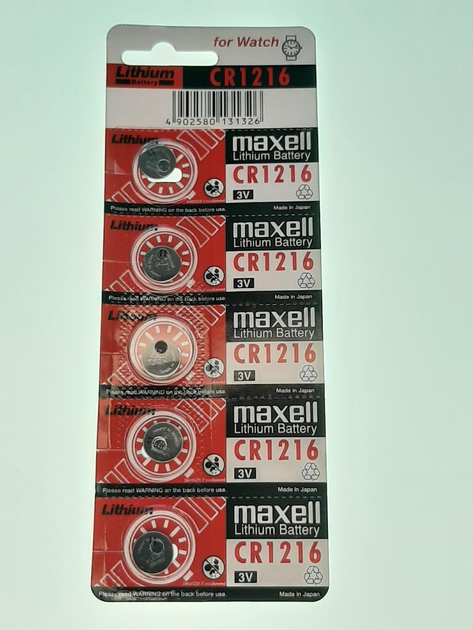 for Watch
Lithium
Battery
CR1216
4 902580 131326
Lithium
maxell
Lithium Battery
CR1216
3V
Please read WARNING on the back before use.
Made in Japan
Lithium
maxell
Lithium Battery
CR1216
3V
Please read WARNING on the back before use.
Made in Japan
Lithium
maxell
Lithium Battery
CR1216
3V
Please read WARNING on the back before use.
Made in Japan
Lithium
maxell
Lithium Battery
CR1216
3V
Please read WARNING on the back before use.
Made in Japan
Lithium
maxell
Lithium Battery
CR1216
3V
Please read WARNING on the back before use.
Made in Japan